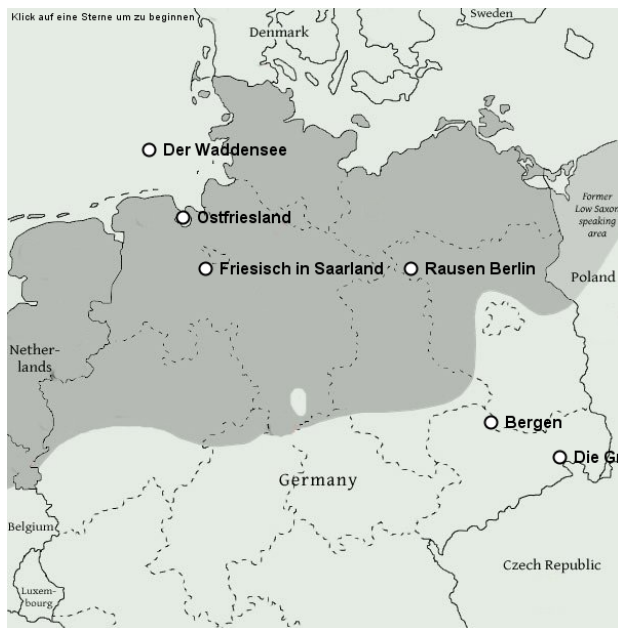 Klick auf eine Sterne um zu beginnen
Sweden
Denmark
Der Waddensee
Former
Low Saxon
speaking
area
Ostfriesland
Friesisch in Saarland
Rausen Berlin
Poland
Nether-
lands
Bergen
Die Gr
Germany
Belgium
Czech Republic
Luxem-
bourg